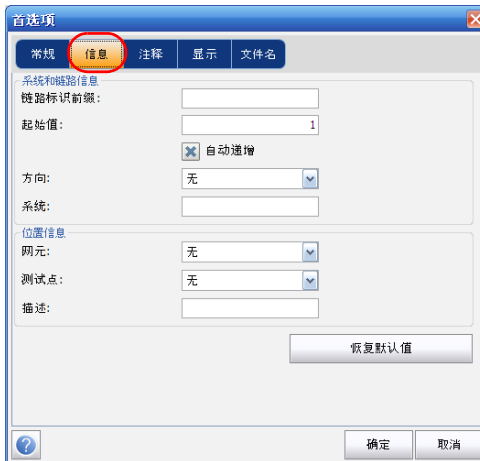 首选项
常规 信息 注释 显示 文件名
系统和链路信息
链路标识前缀:
起始值: 1
自动递增
方向: 无
系统:
位置信息
网元: 无
测试点: 无
描述:
恢复默认值
? 确定 取消